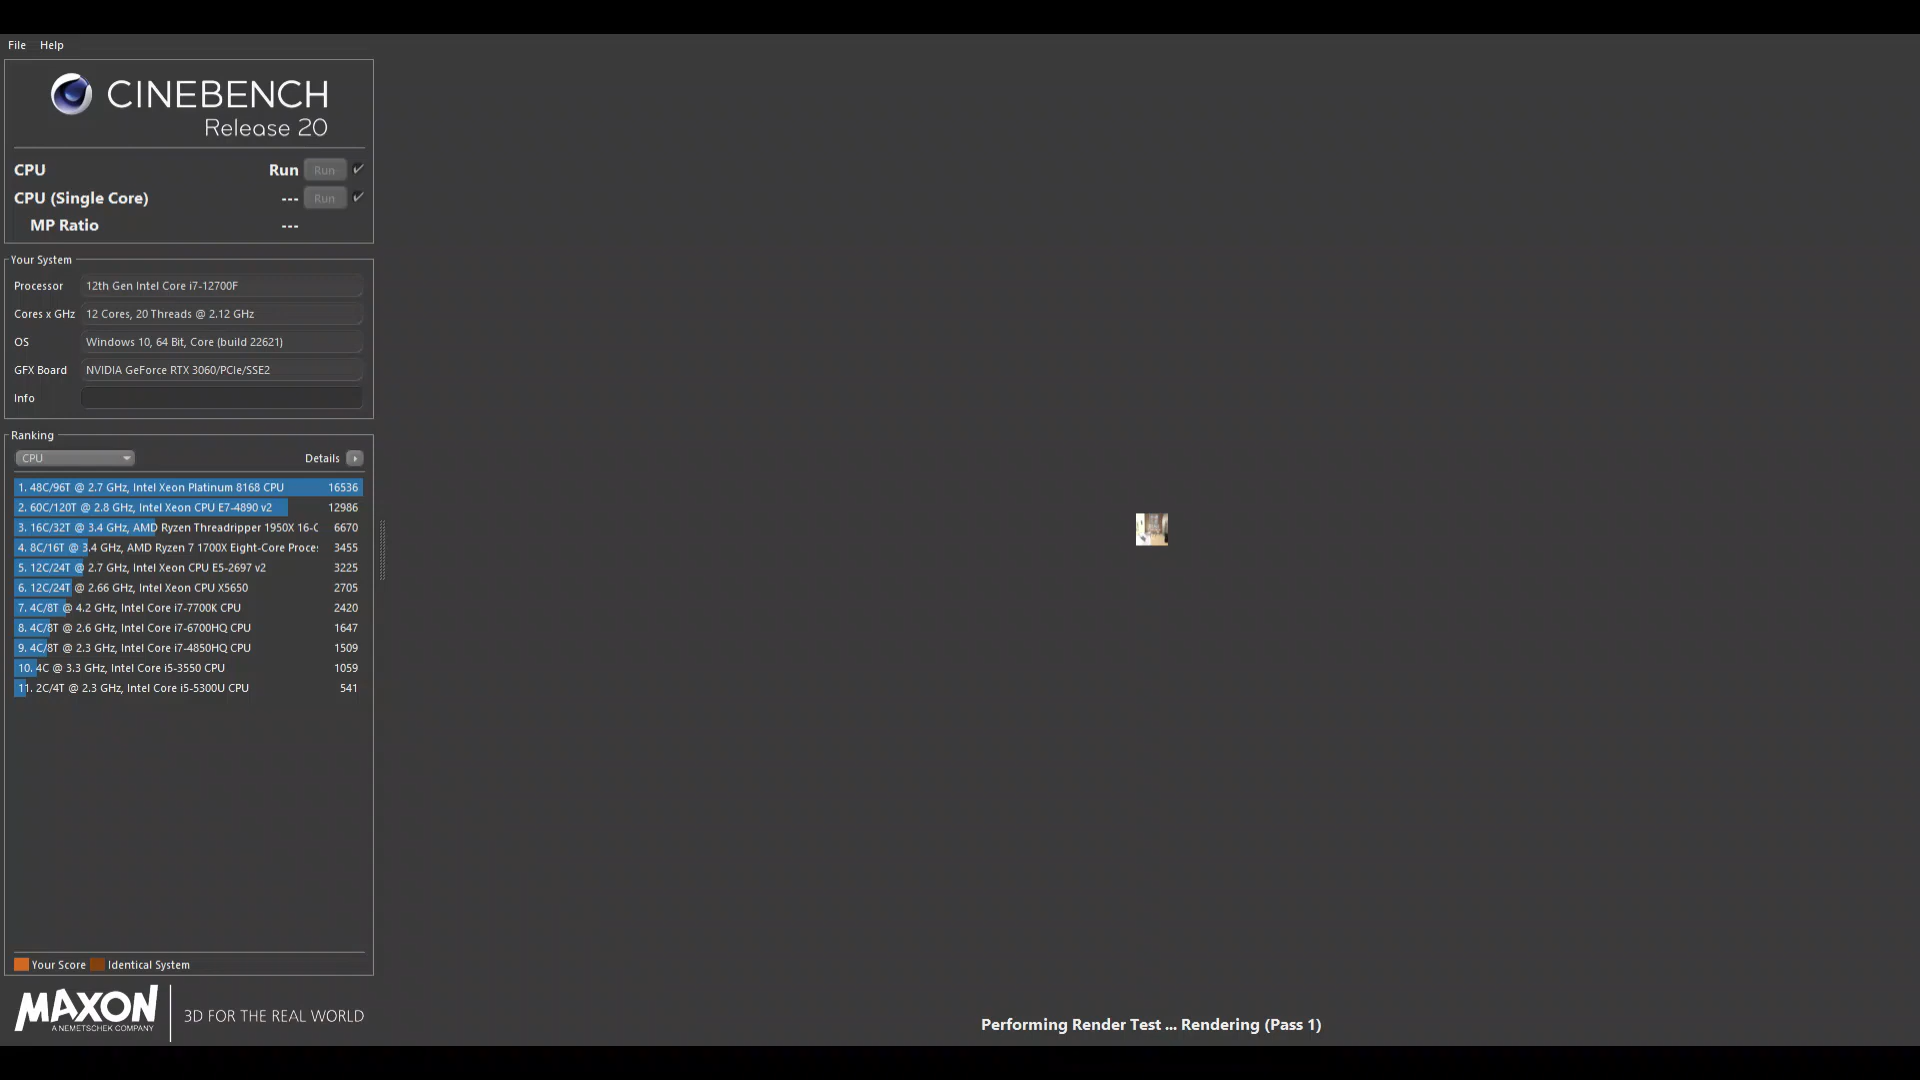 File Help
CINEBENCH
Release 20
CPU Run Run
CPU (Single Core) --- Run
MP Ratio ---
Your System
Processor 12th Gen Intel Core i7-12700F
Cores x GHz 12 Cores, 20 Threads @ 2.12 GHz
OS Windows 10, 64 Bit, Core (build 22621)
GFX Board NVIDIA GeForce RTX 3060/PCIe/SSE2
Info
Ranking
CPU Details
1. 48C/96T @ 2.7 GHz, Intel Xeon Platinum 8168 CPU 16536
2. 60C/120T @ 2.8 GHz, Intel Xeon CPU E7-4890 v2 12986
3. 16C/32T @ 3.4 GHz, AMD Ryzen Threadripper 1950X 16-C 6670
4. 8C/16T @ 3.4 GHz, AMD Ryzen 7 1700X Eight-Core Proces 3455
5. 12C/24T @ 2.7 GHz, Intel Xeon CPU E5-2697 v2 3225
6. 12C/24T @ 2.66 GHz, Intel Xeon CPU X5650 2705
7. 4C/8T @ 4.2 GHz, Intel Core i7-7700K CPU 2420
8. 4C/8T @ 2.6 GHz, Intel Core i7-6700HQ CPU 1647
9. 4C/8T @ 2.3 GHz, Intel Core i7-4850HQ CPU 1509
10. 4C @ 3.3 GHz, Intel Core i5-3550 CPU 1059
11. 2C/4T @ 2.3 GHz, Intel Core i5-5300U CPU 541
Your Score Identical System
MAXON
A NEMETSCHEK COMPANY
3D FOR THE REAL WORLD
Performing Render Test ... Rendering (Pass 1)